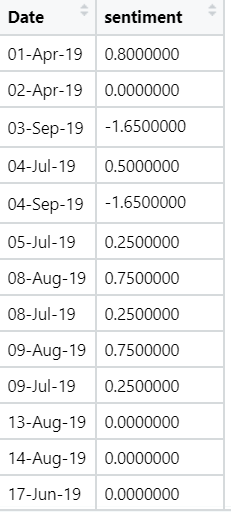 Date sentiment
01-Apr-19 0.8000000
02-Apr-19 0.0000000
03-Sep-19 -1.6500000
04-Jul-19 0.5000000
04-Sep-19 -1.6500000
05-Jul-19 0.2500000
08-Aug-19 0.7500000
08-Jul-19 0.2500000
09-Aug-19 0.7500000
09-Jul-19 0.2500000
13-Aug-19 0.0000000
14-Aug-19 0.0000000
17-Jun-19 0.0000000